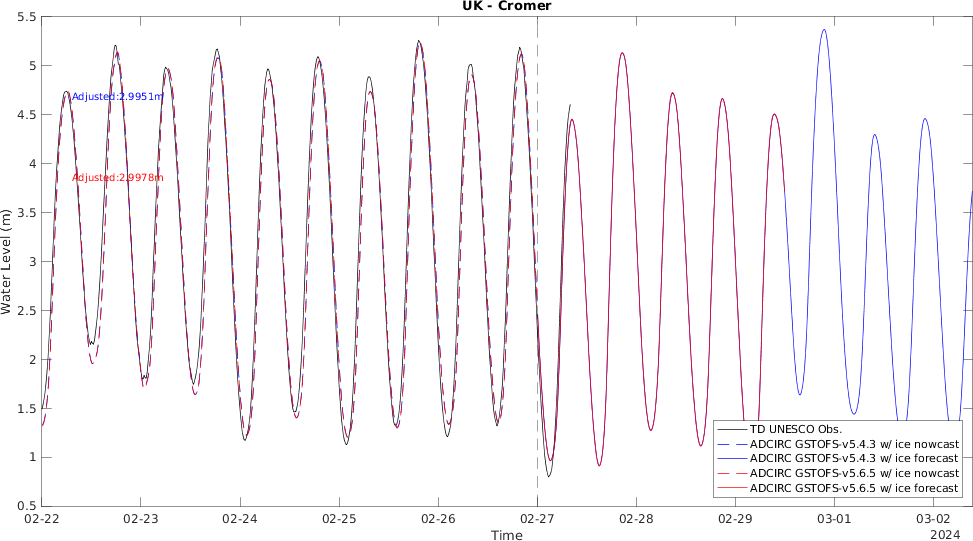 UK - Cromer
Water Level (m)
5.5
5
4.5
4
3.5
3
2.5
2
1.5
1
0.5
Adjusted:2.9951m
Adjusted:2.9978m
TD UNESCO Obs.
ADCIRC GSTOFS-v5.4.3 w/ ice nowcast
ADCIRC GSTOFS-v5.4.3 w/ ice forecast
ADCIRC GSTOFS-v5.6.5 w/ ice nowcast
ADCIRC GSTOFS-v5.6.5 w/ ice forecast
02-22 02-23 02-24 02-25 02-26 02-27 02-28 02-29 03-01 03-02
Time
2024